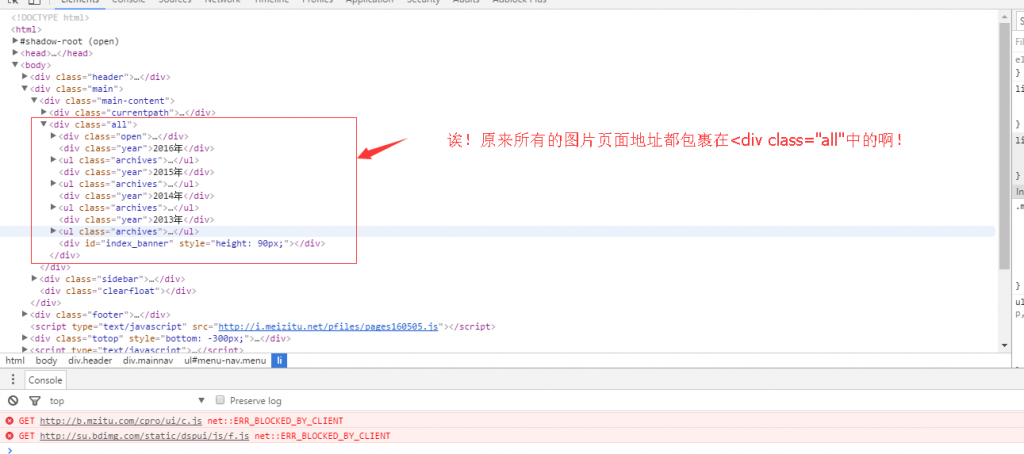 Elements Console Sources Network Timeline Profiles Application Security Audits Adblock Plus
<!DOCTYPE html>
<html>
#shadow-root (open)
<head>…</head>
<body>
<div class="header">…</div>
<div class="main">
<div class="main-content">
<div class="currentpath">…</div>
<div class="all">
<div class="open">…</div>
<div class="year">2016年</div>
<ul class="archives">…</ul>
<div class="year">2015年</div>
<ul class="archives">…</ul>
<div class="year">2014年</div>
<ul class="archives">…</ul>
<div class="year">2013年</div>
<ul class="archives">…</ul>
<div id="index_banner" style="height: 90px;"></div>
</div>
</div>
<div class="sidebar">…</div>
<div class="clearfloat"></div>
</div>
<div class="footer">…</div>
<script type="text/javascript" src="http://i.meizitu.net/pfiles/pages160505.js"></script>
<div class="totop" style="bottom: -300px;">…</div>
<script type="text/javascript">…</script>
诶！原来所有的图片页面地址都包裹在<div class="all"中的啊！
html body div.header div.mainnav ul#menu-nav.menu li
Console
top Preserve log
GET http://b.mzitu.com/cpro/ui/c.js net::ERR_BLOCKED_BY_CLIENT
GET http://su.bdimg.com/static/dspui/js/f.js net::ERR_BLOCKED_BY_CLIENT